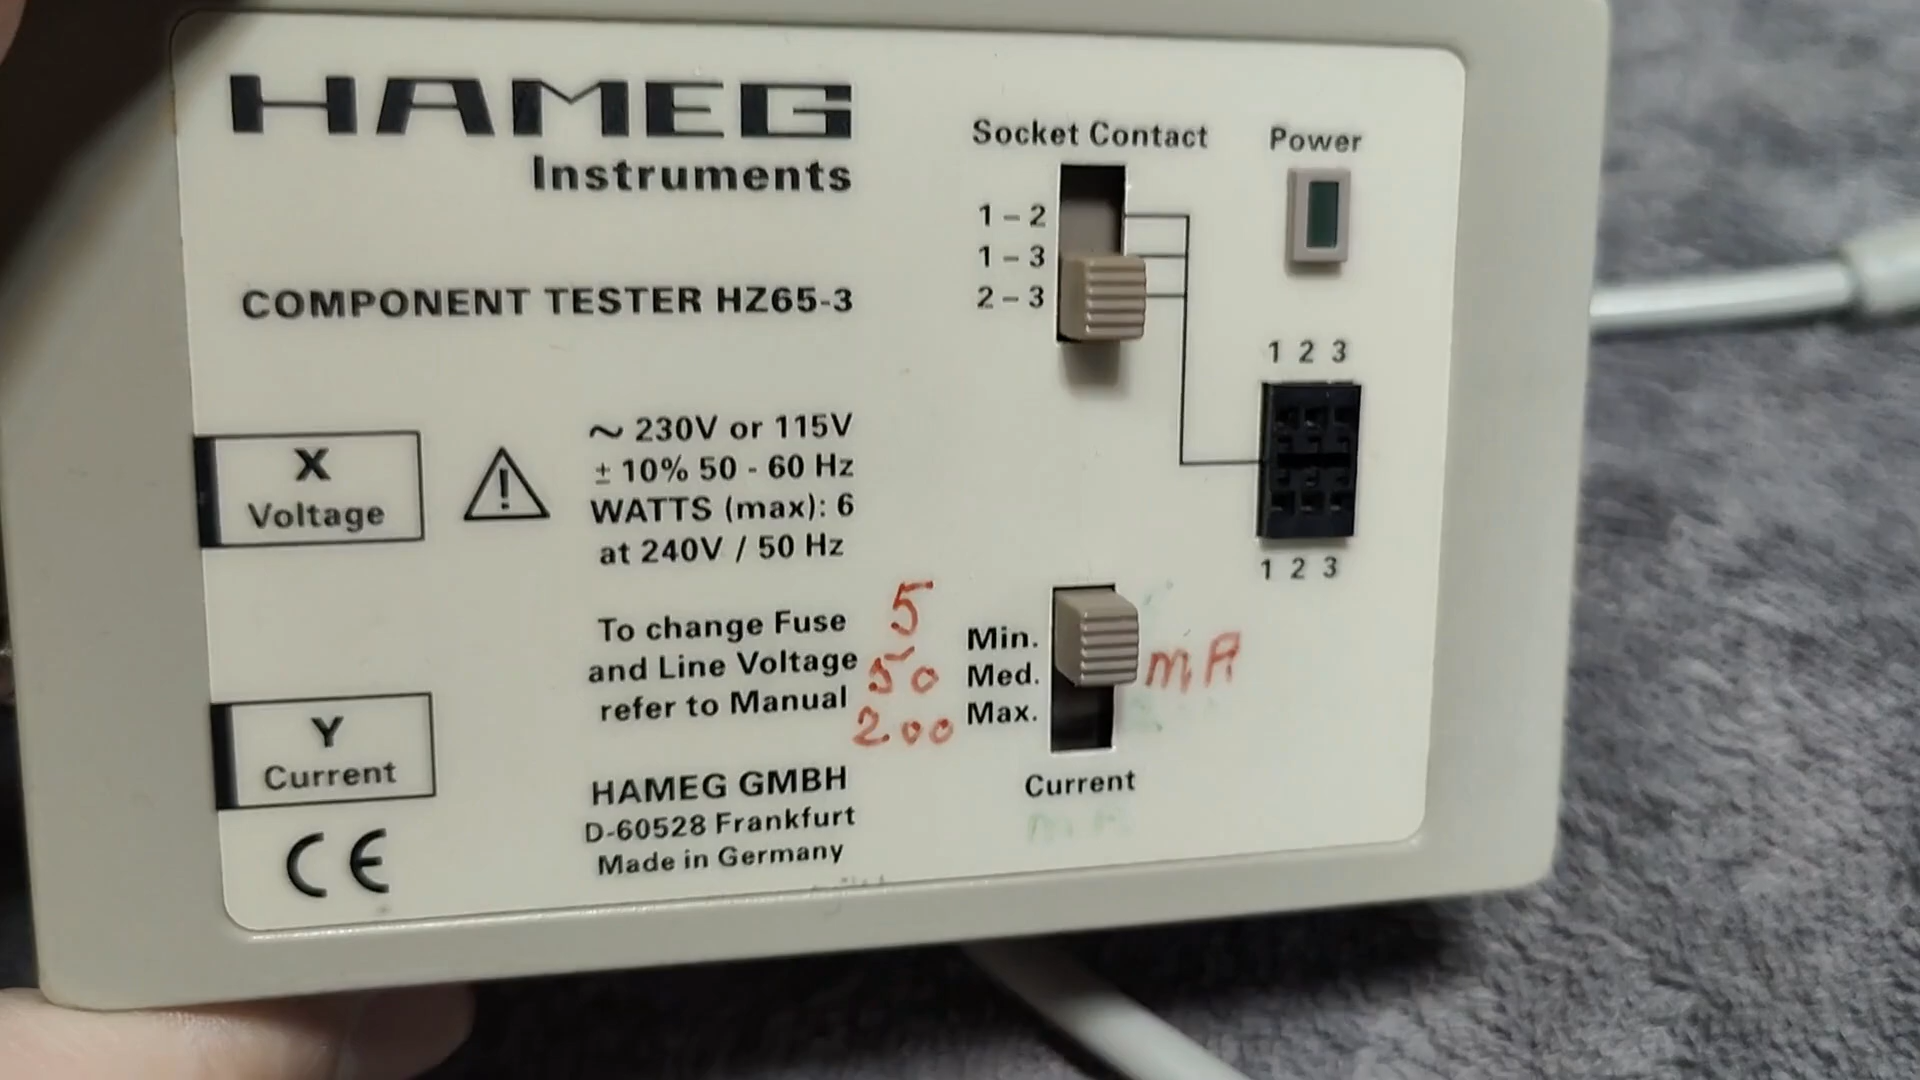 HAMEG
Instruments
COMPONENT TESTER HZ65-3
X
Voltage
~ 230V or 115V
± 10% 50 - 60 Hz
WATTS (max): 6
at 240V / 50 Hz
To change Fuse
and Line Voltage
refer to Manual
Y
Current
CE
HAMEG GMBH
D-60528 Frankfurt
Made in Germany
Socket Contact
1 – 2
1 – 3
2 – 3
Power
1 2 3
1 2 3
5 Min.
50 Med. mA
200 Max.
Current